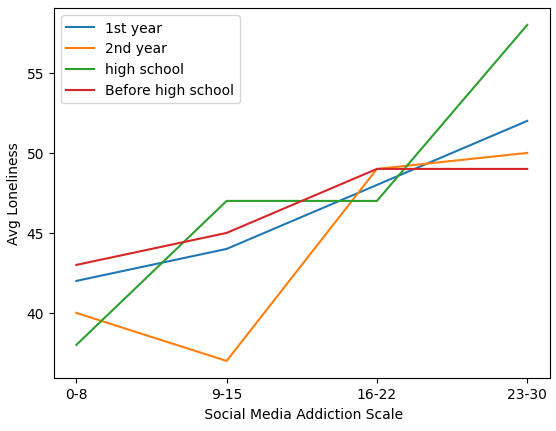 1st year
2nd year
high school
Before high school
55
50
45
40
Avg Loneliness
0-8
9-15
16-22
23-30
Social Media Addiction Scale